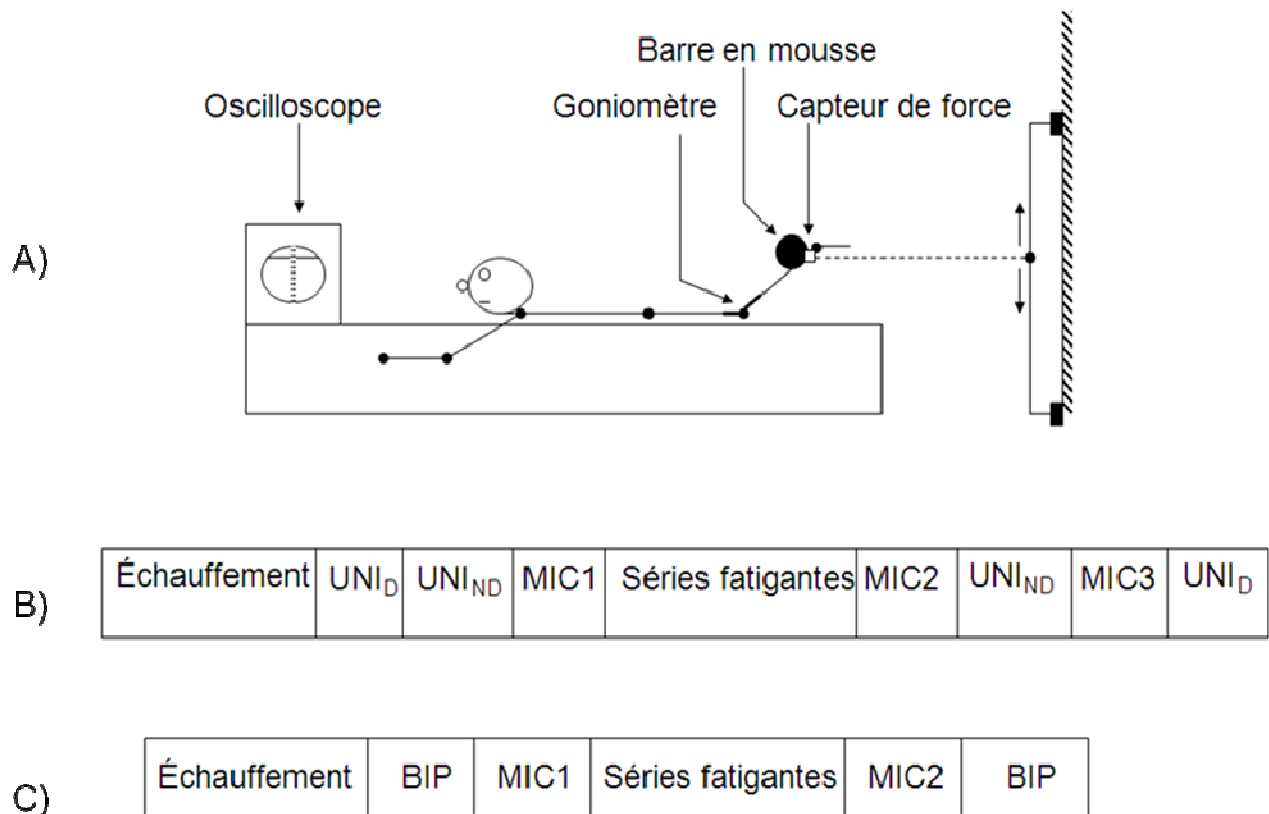 Barre en mousse
Oscilloscope Goniomètre Capteur de force
A)
B) Échauffement UNID UNIND MIC1 Séries fatigantes MIC2 UNIND MIC3 UNID
C) Échauffement BIP MIC1 Séries fatigantes MIC2 BIP